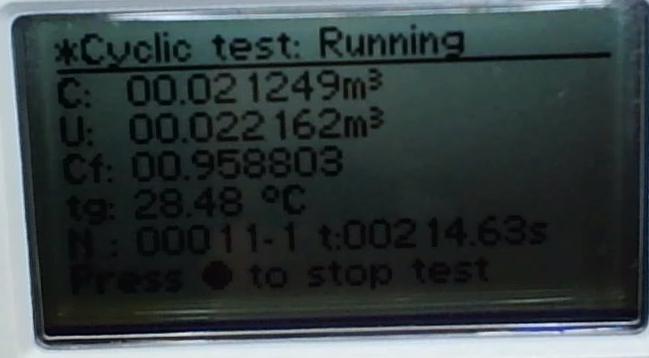 *Cyclic test: Running
C: 00.021249m³
U: 00.022162m³
Cf: 00.958803
tg: 28.48 °C
N : 00011-1 t:00214.63s
Press ● to stop test